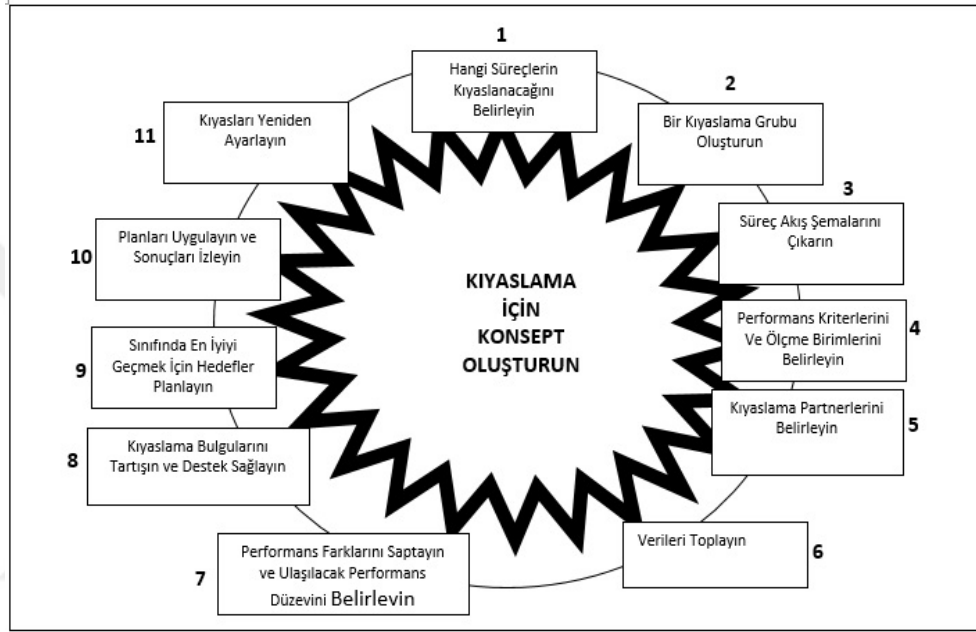 1
Hangi Süreçlerin
Kıyaslanacağını
Belirleyin
2
Bir Kıyaslama Grubu
Oluşturun
3
Süreç Akış Şemalarını
Çıkarın
4
Performans Kriterlerini
Ve Ölçme Birimlerini
Belirleyin
5
Kıyaslama Partnerlerini
Belirleyin
6
Verileri Toplayın
7
Performans Farklarını Saptayın
ve Ulaşılacak Performans
Düzevini Belirlevin
8
Kıyaslama Bulgularını
Tartışın ve Destek Sağlayın
9
Sınıfında En İyiyi
Geçmek İçin Hedefler
Planlayın
10
Planları Uygulayın ve
Sonuçları İzleyin
11
Kıyasları Yeniden
Ayarlayın
KIYASLAMA
İÇİN
KONSEPT
OLUŞTURUN